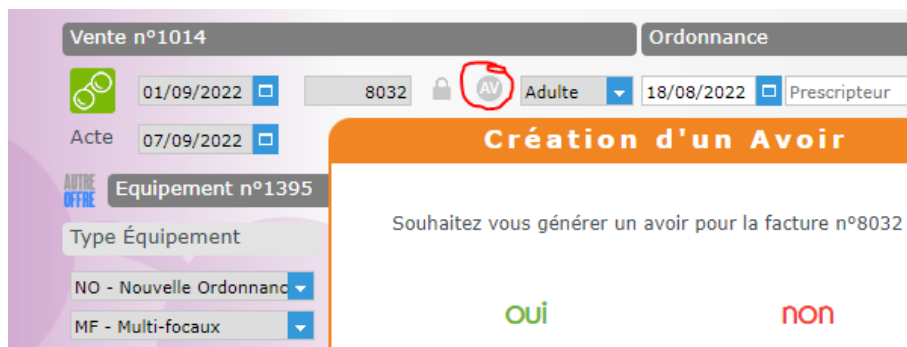 Vente n°1014
Ordonnance
01/09/2022
8032
AV
Adulte
18/08/2022
Prescripteur
Acte
07/09/2022
Création d'un Avoir
AUTRE
OFFRE
Equipement n°1395
Souhaitez vous générer un avoir pour la facture n°8032
Type Équipement
NO - Nouvelle Ordonnanc
oui
non
MF - Multi-focaux